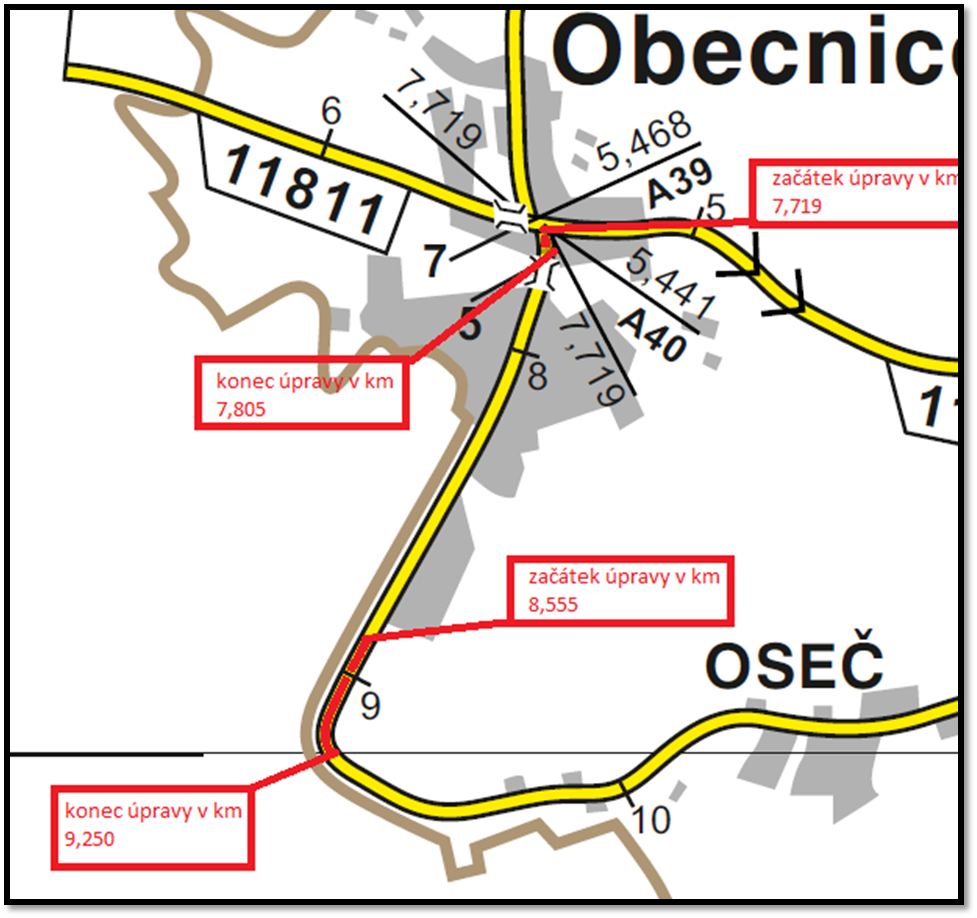 Obecnic
7,719
6
5,468
11811
A39
začátek úpravy v km
7,719
5
7
5,441
5
A40
7,719
konec úpravy v km
7,805
8
11
začátek úpravy v km
8,555
OSEČ
9
konec úpravy v km
9,250
10